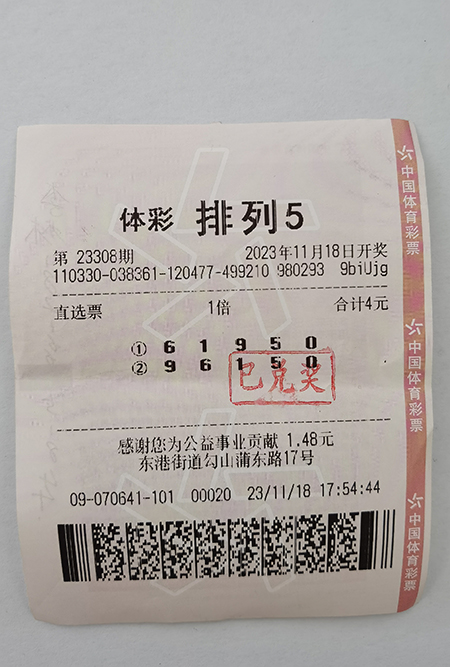 体彩 排列5
第 23308期 2023年11月18日开奖
110330-038361-120477-499210 980293 9biUjg
直选票 1倍 合计4元
① 6 1 9 5 0
② 9 6 1 5 0
已兑奖
感谢您为公益事业贡献 1.48元
东港街道勾山蒲东路17号
09-070641-101 00020 23/11/18 17:54:44
中国体育彩票
中国体育彩票
中国体育彩票